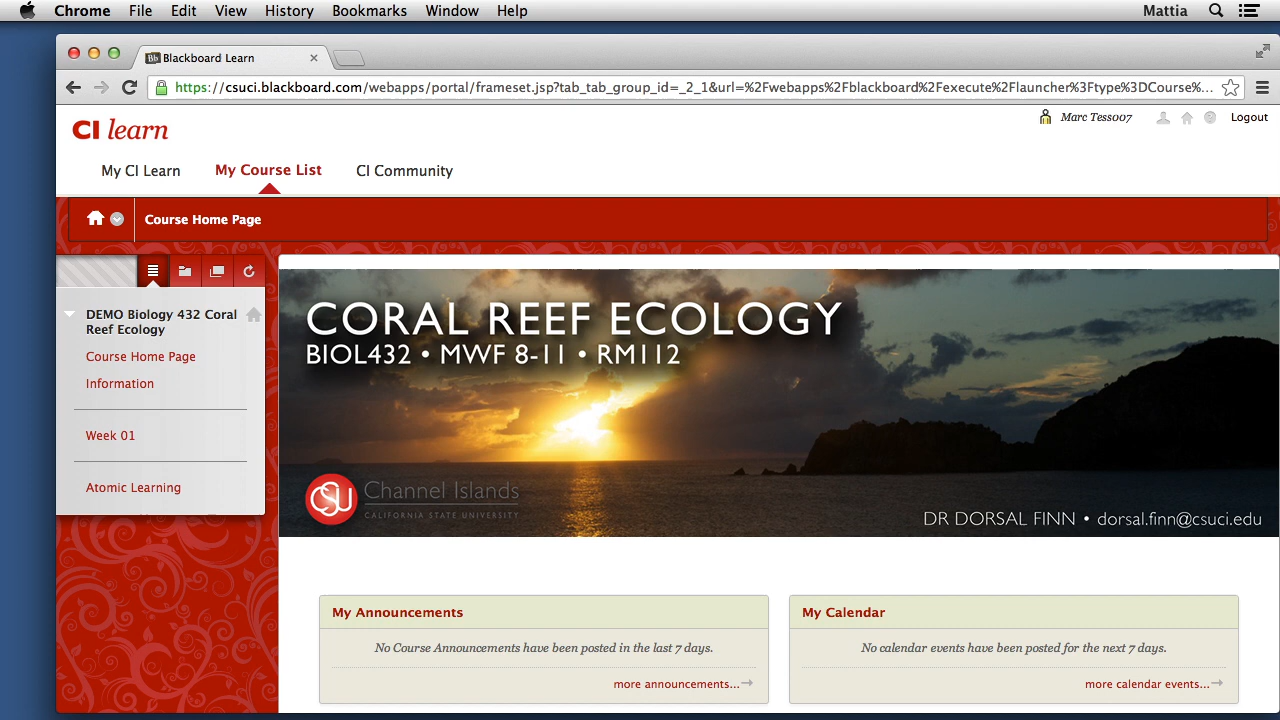 Chrome File Edit View History Bookmarks Window Help Mattia
Bb Blackboard Learn
https://csuci.blackboard.com/webapps/portal/frameset.jsp?tab_tab_group_id=_2_1&url=%2Fwebapps%2Fblackboard%2Fexecute%2Flauncher%3Ftype%3DCourse%...
CI learn
Marc Tess007 Logout
My CI Learn My Course List CI Community
Course Home Page
DEMO Biology 432 Coral
Reef Ecology
Course Home Page
Information
Week 01
Atomic Learning
CORAL REEF ECOLOGY
BIOL432 • MWF 8-11 • RM112
CSU Channel Islands
CALIFORNIA STATE UNIVERSITY
DR DORSAL FINN • dorsal.finn@csuci.edu
My Announcements
No Course Announcements have been posted in the last 7 days.
more announcements...
My Calendar
No calendar events have been posted for the next 7 days.
more calendar events...